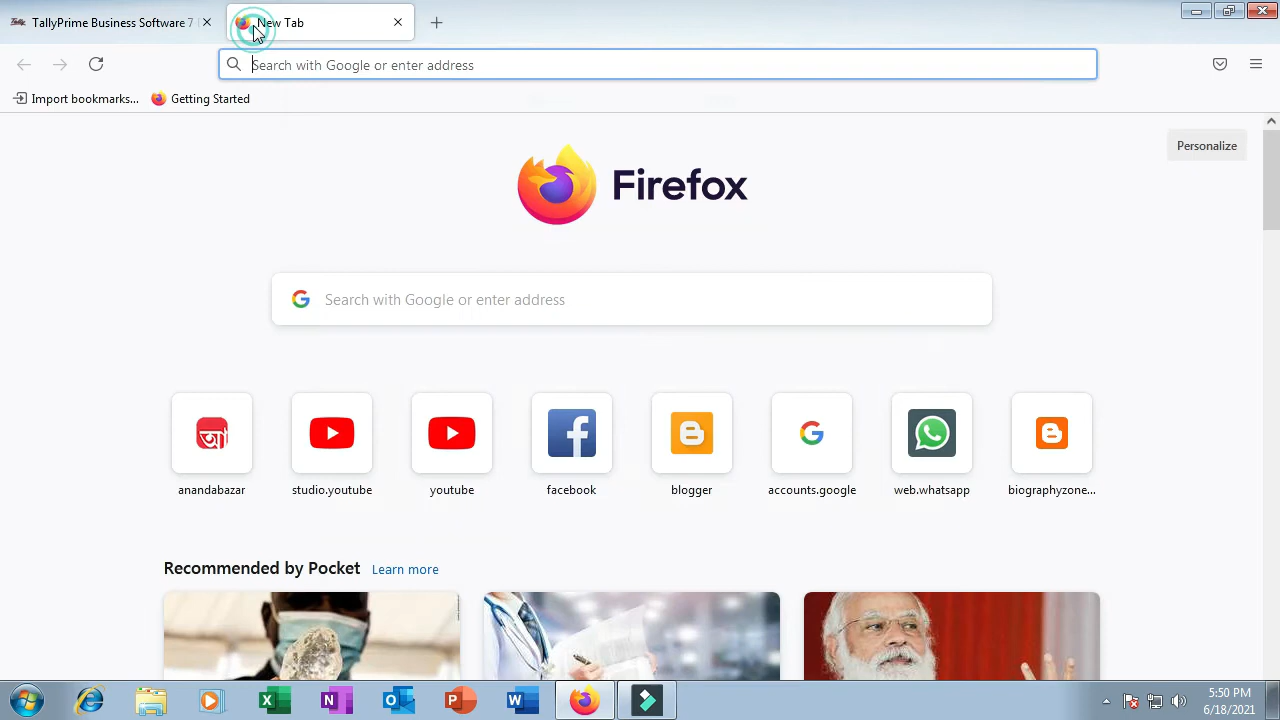 TallyPrime Business Software 7
New Tab
Search with Google or enter address
Import bookmarks...
Getting Started
Personalize
Firefox
Search with Google or enter address
আ
anandabazar
studio.youtube
youtube
facebook
blogger
accounts.google
web.whatsapp
biographyzone...
Recommended by Pocket
Learn more
5:50 PM
6/18/2021